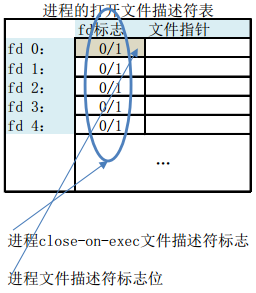 进程的打开文件描述符表
fd标志 文件指针
fd 0: 0/1
fd 1: 0/1
fd 2: 0/1
fd 3: 0/1
fd 4: 0/1
…
进程close-on-exec文件描述符标志
进程文件描述符标志位